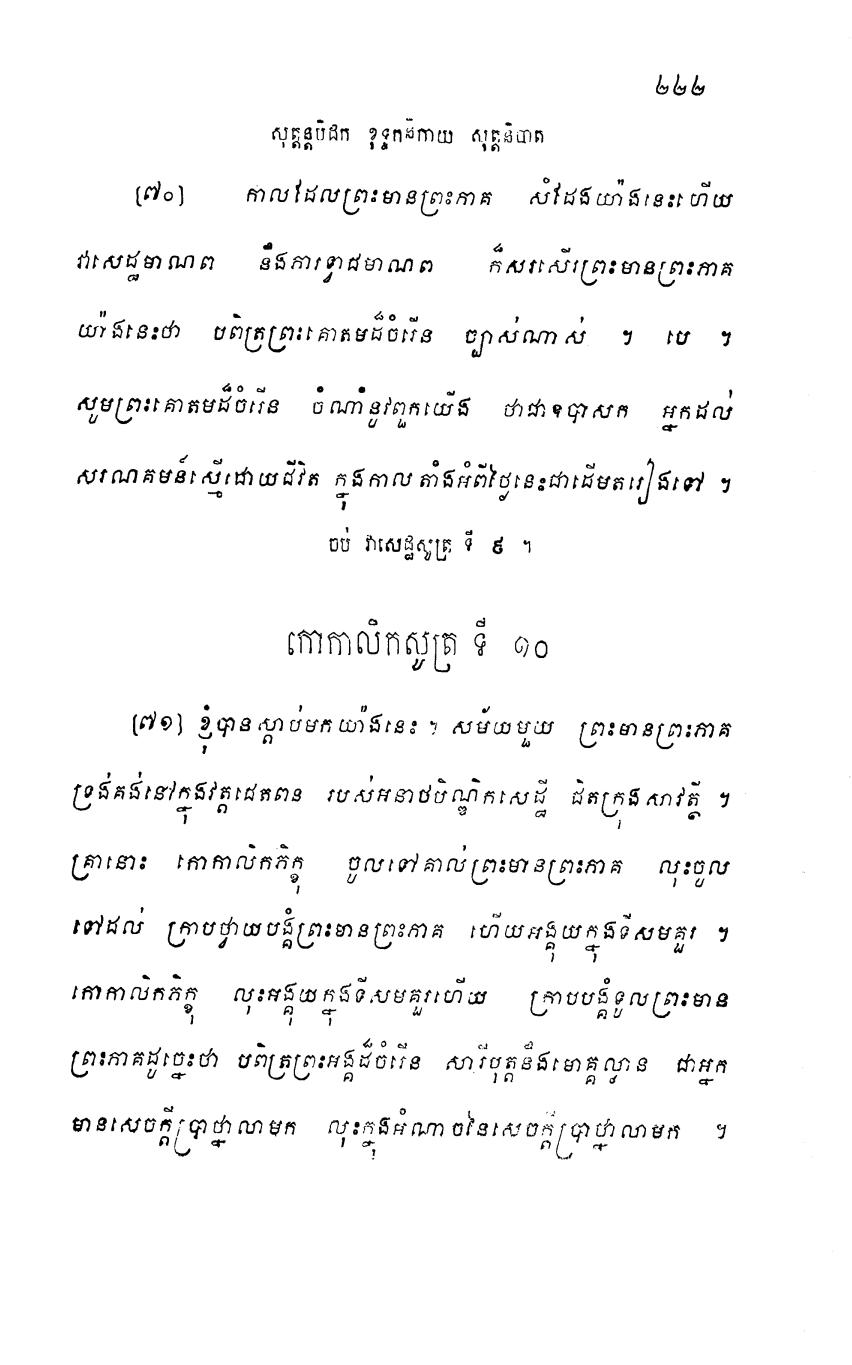 ២២២
សុត្តន្តបិដក ខុទ្ទកនិកាយ សុត្តនិបាត
[៧០] កាលដែលព្រះមានព្រះភាគ សំដែងយ៉ាងនេះហើយ
វាសេដ្ឋមាណព នឹងភារទ្វាជមាណព ក៏សរសើរព្រះមានព្រះភាគ
យ៉ាងនេះថា បពិត្រព្រះគោតមដ៏ចំរើន ច្បាស់ណាស់ ។ បេ ។
សូមព្រះគោតមដ៏ចំរើន ចំណាំនូវពួកយើង ថាជាឧបាសក អ្នកដល់
សរណគមន៍ស្មើដោយជីវិត ក្នុងកាលតាំងអំពីថ្ងៃនេះជាដើមតរៀងទៅ ។
ចប់ វាសេដ្ឋសូត្រ ទី ៩ ។
កោកាលិកសូត្រ ទី ១០
[៧១] ខ្ញុំបានស្តាប់មកយ៉ាងនេះ ។ សម័យមួយ ព្រះមានព្រះភាគ
ទ្រង់គង់នៅក្នុងវត្តជេតពន របស់អនាថបិណ្ឌិកសេដ្ឋី ជិតក្រុងសាវត្ថី ។
គ្រានោះ កោកាលិកភិក្ខុ ចូលទៅគាល់ព្រះមានព្រះភាគ លុះចូល
ទៅដល់ ក្រាបថ្វាយបង្គំព្រះមានព្រះភាគ ហើយអង្គុយក្នុងទីសមគួរ ។
កោកាលិកភិក្ខុ លុះអង្គុយក្នុងទីសមគួរហើយ ក្រាបបង្គំទូលព្រះមាន
ព្រះភាគដូច្នេះថា បពិត្រព្រះអង្គដ៏ចំរើន សារីបុត្តនឹងមោគ្គល្លាន ជាអ្នក
មានសេចក្តីប្រាថ្នាលាមក លុះក្នុងអំណាចនៃសេចក្តីប្រាថ្នាលាមក ។